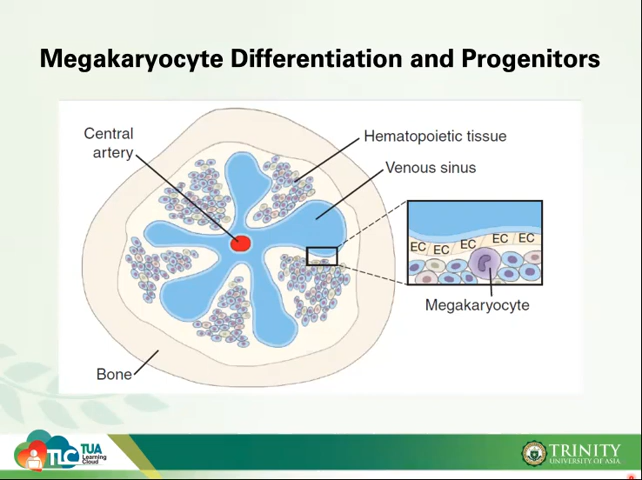 Megakaryocyte Differentiation and Progenitors
Central
artery
Hematopoietic tissue
Venous sinus
EC EC EC EC EC
Megakaryocyte
Bone
TLC TUA
Learning
Cloud
TRINITY
UNIVERSITY OF ASIA